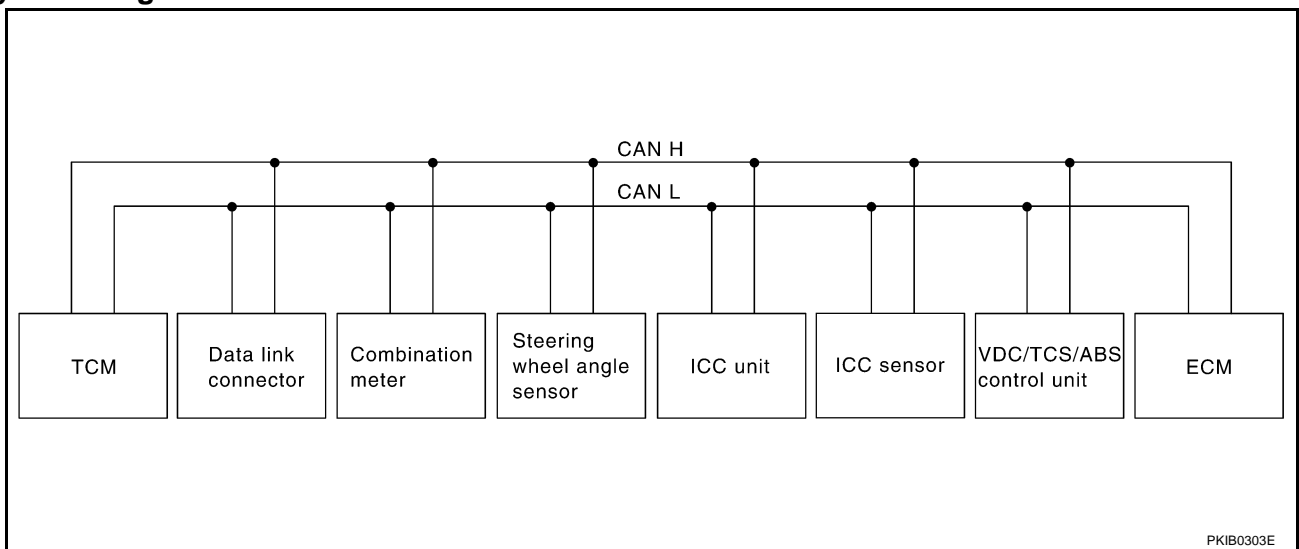 CAN H
CAN L
TCM
Data link
connector
Combination
meter
Steering
wheel angle
sensor
ICC unit
ICC sensor
VDC/TCS/ABS
control unit
ECM
PKIB0303E